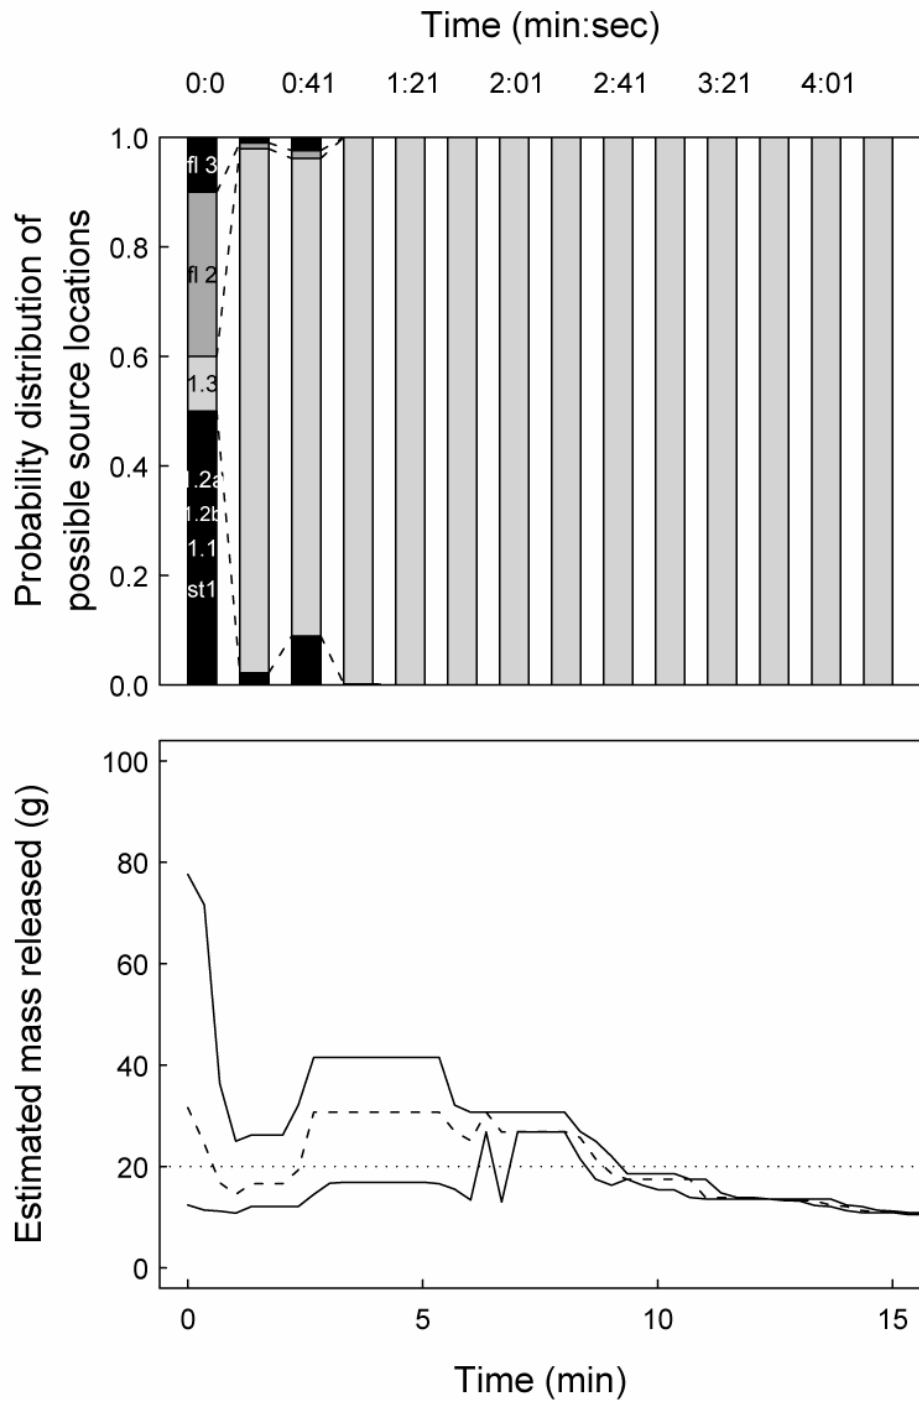 Time (min:sec)
0:0 0:41 1:21 2:01 2:41 3:21 4:01
Probability distribution of
possible source locations
1.0
0.8
0.6
0.4
0.2
0.0
fl 3
fl 2
1.3
1.2a
1.2b
1.1
st1
Estimated mass released (g)
100
80
60
40
20
0
0 5 10 15
Time (min)